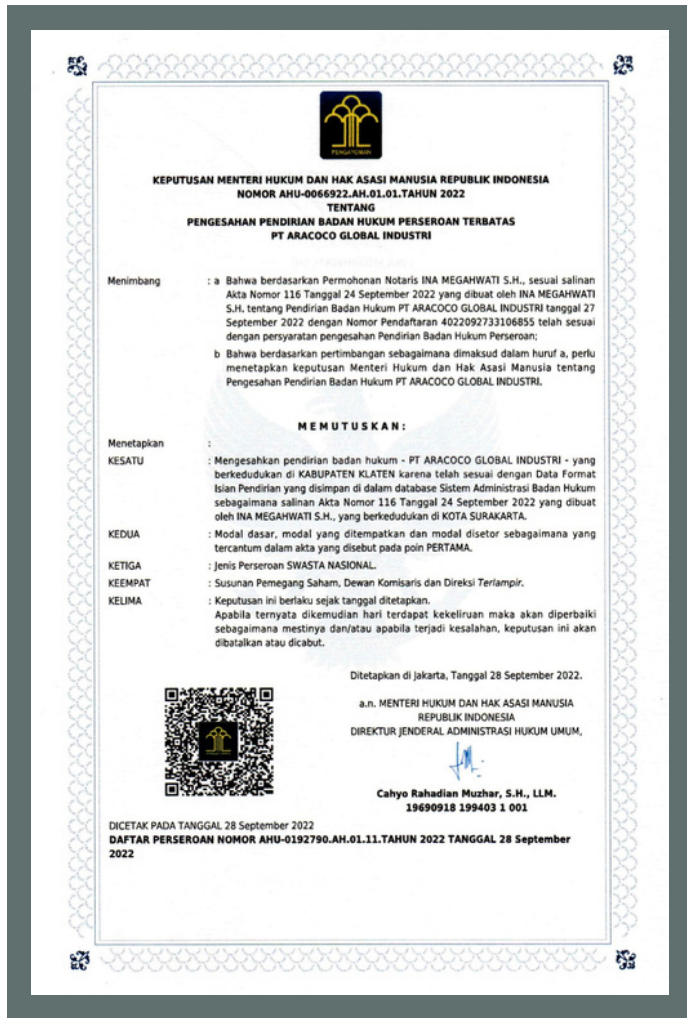 PENGAYOMAN
KEPUTUSAN MENTERI HUKUM DAN HAK ASASI MANUSIA REPUBLIK INDONESIA
NOMOR AHU-0066922.AH.01.01.TAHUN 2022
TENTANG
PENGESAHAN PENDIRIAN BADAN HUKUM PERSEROAN TERBATAS
PT ARACOCO GLOBAL INDUSTRI
Menimbang : a Bahwa berdasarkan Permohonan Notaris INA MEGAHWATI S.H., sesuai salinan
Akta Nomor 116 Tanggal 24 September 2022 yang dibuat oleh INA MEGAHWATI
S.H. tentang Pendirian Badan Hukum PT ARACOCO GLOBAL INDUSTRI tanggal 27
September 2022 dengan Nomor Pendaftaran 4022092733106855 telah sesuai
dengan persyaratan pengesahan Pendirian Badan Hukum Perseroan;
b Bahwa berdasarkan pertimbangan sebagaimana dimaksud dalam huruf a, perlu
menetapkan keputusan Menteri Hukum dan Hak Asasi Manusia tentang
Pengesahan Pendirian Badan Hukum PT ARACOCO GLOBAL INDUSTRI.
MEMUTUSKAN:
Menetapkan :
KESATU : Mengesahkan pendirian badan hukum - PT ARACOCO GLOBAL INDUSTRI - yang
berkedudukan di KABUPATEN KLATEN karena telah sesuai dengan Data Format
Isian Pendirian yang disimpan di dalam database Sistem Administrasi Badan Hukum
sebagaimana salinan Akta Nomor 116 Tanggal 24 September 2022 yang dibuat
oleh INA MEGAHWATI S.H., yang berkedudukan di KOTA SURAKARTA.
KEDUA : Modal dasar, modal yang ditempatkan dan modal disetor sebagaimana yang
tercantum dalam akta yang disebut pada poin PERTAMA.
KETIGA : Jenis Perseroan SWASTA NASIONAL.
KEEMPAT : Susunan Pemegang Saham, Dewan Komisaris dan Direksi Terlampir.
KELIMA : Keputusan ini berlaku sejak tanggal ditetapkan.
Apabila ternyata dikemudian hari terdapat kekeliruan maka akan diperbaiki
sebagaimana mestinya dan/atau apabila terjadi kesalahan, keputusan ini akan
dibatalkan atau dicabut.
Ditetapkan di Jakarta, Tanggal 28 September 2022.
a.n. MENTERI HUKUM DAN HAK ASASI MANUSIA
REPUBLIK INDONESIA
DIREKTUR JENDERAL ADMINISTRASI HUKUM UMUM,
Cahyo Rahadian Muzhar, S.H., LLM.
19690918 199403 1 001
DICETAK PADA TANGGAL 28 September 2022
DAFTAR PERSEROAN NOMOR AHU-0192790.AH.01.11.TAHUN 2022 TANGGAL 28 September
2022